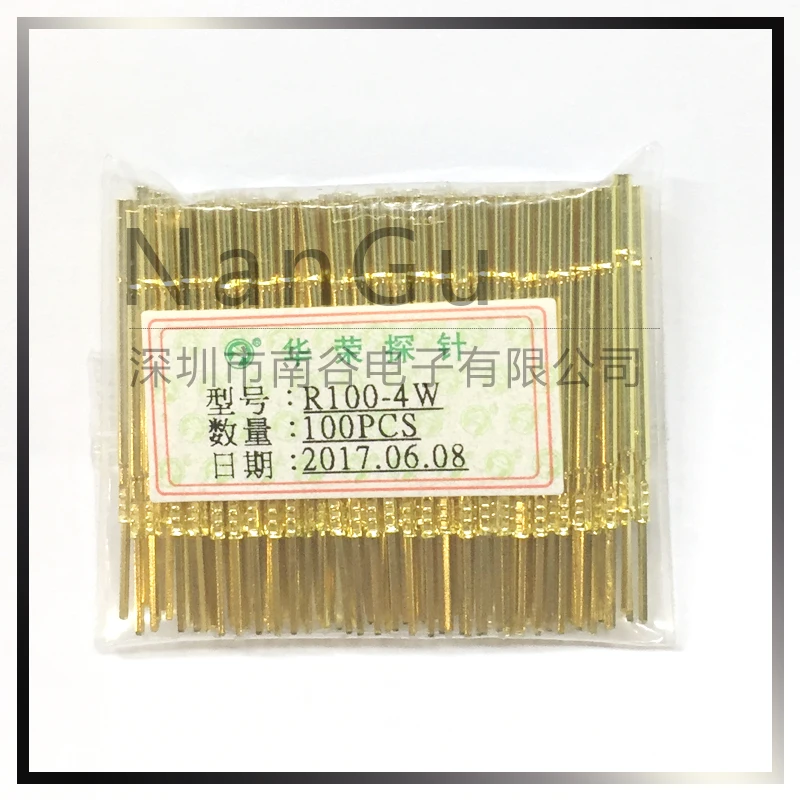 NanGu
华荣探针
深圳市南谷电子有限公司
型号:R100-4W
数量:100PCS
日期:2017.06.08